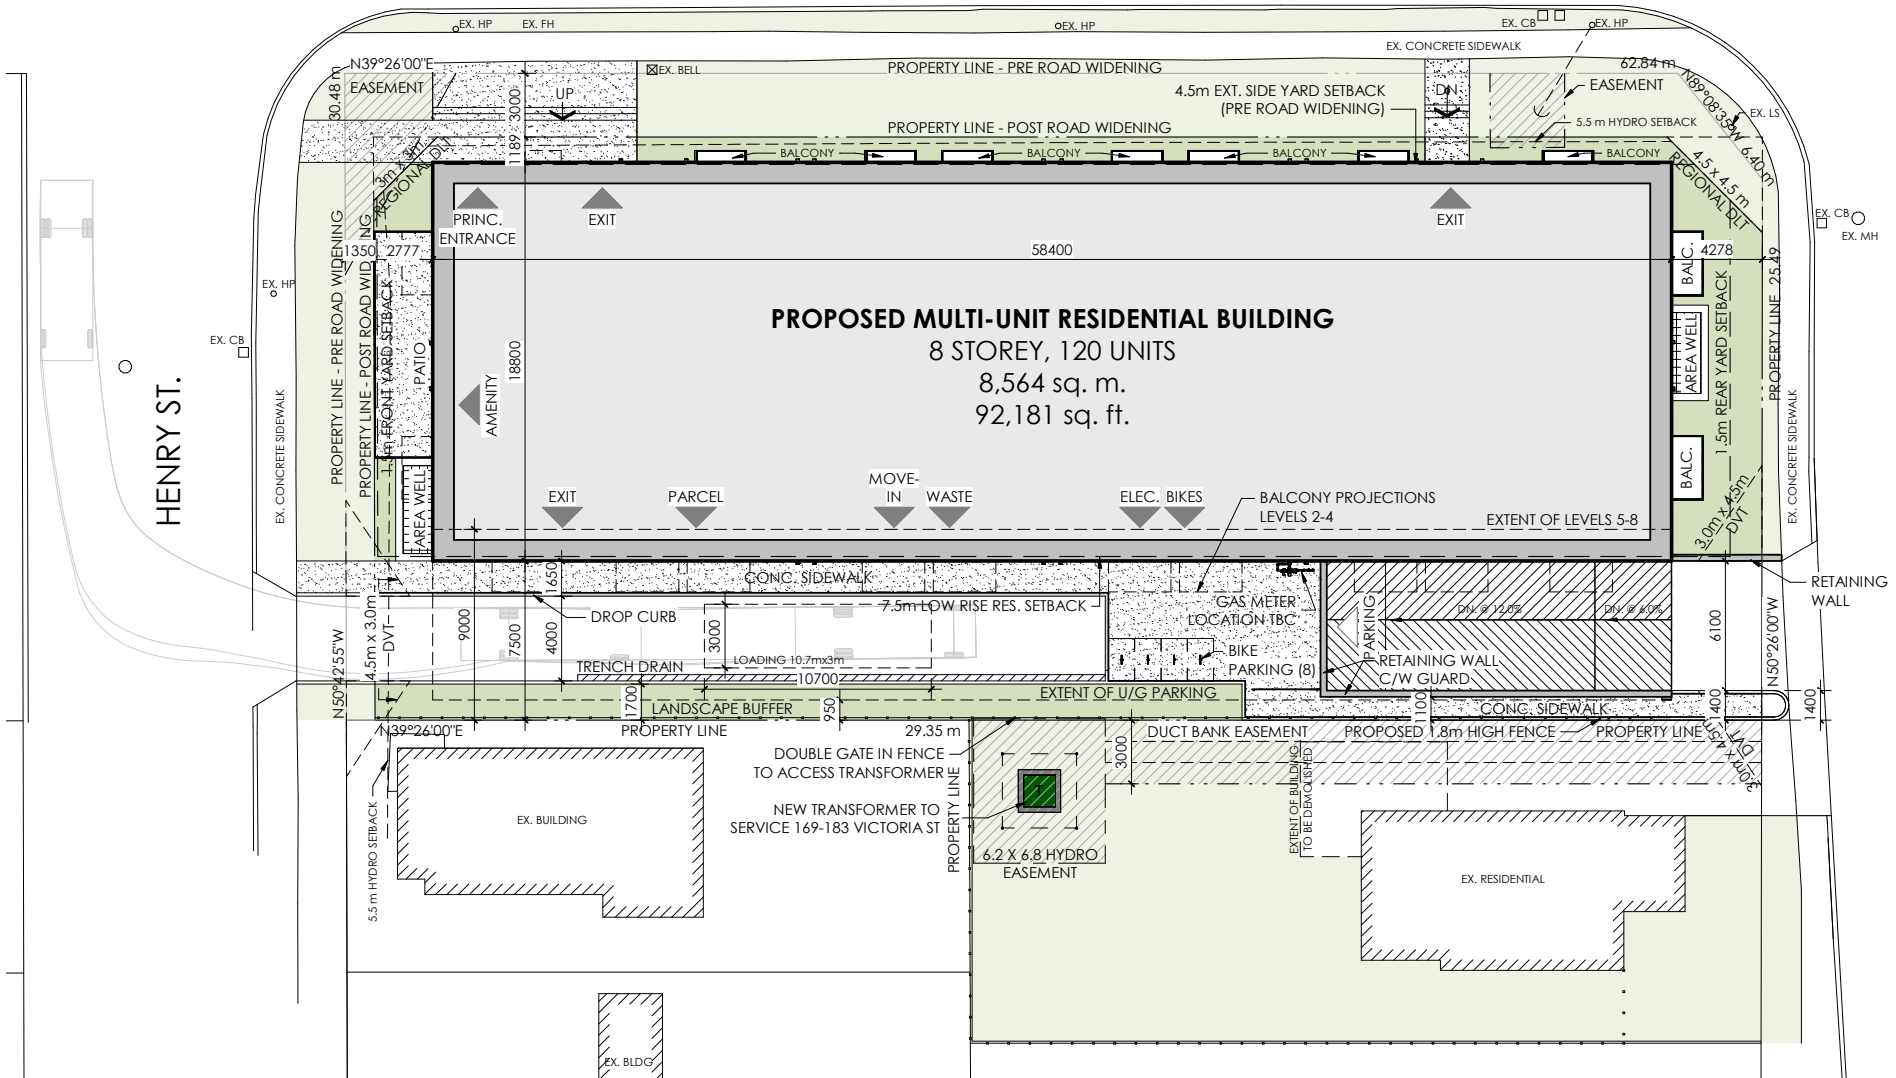 EX. HP
EX. FH
EX. HP
EX. CB
EX. HP
EX. CONCRETE SIDEWALK
N39°26'00"E
EX. BELL
PROPERTY LINE - PRE ROAD WIDENING
62.84 m
30.48 m
EASEMENT
UP
3000
4.5m EXT. SIDE YARD SETBACK
(PRE ROAD WIDENING)
DN
EASEMENT
N89°08'35"W
6.40 m
EX. LS
5.5 m HYDRO SETBACK
PROPERTY LINE - POST ROAD WIDENING
1189
BALCONY
BALCONY
BALCONY
BALCONY
3m x 3m
REGIONAL DLT
4.5 x 4.5 m
REGIONAL DLT
PRINC.
ENTRANCE
EXIT
EXIT
EX. CB
EX. MH
1350
2777
58400
BALC.
4278
PROPERTY LINE - PRE ROAD WIDENING
PROPERTY LINE - POST ROAD WIDENING
1.5m FRONT YARD SETBACK
PATIO
EX. HP
EX. CB
18800
AMENITY
PROPOSED MULTI-UNIT RESIDENTIAL BUILDING
8 STOREY, 120 UNITS
8,564 sq. m.
92,181 sq. ft.
AREA WELL
1.5m REAR YARD SETBACK
PROPERTY LINE 25.49
HENRY ST.
EX. CONCRETE SIDEWALK
EX. CONCRETE SIDEWALK
AREA WELL
BALC.
EXIT
PARCEL
MOVE-
IN
WASTE
ELEC.
BIKES
BALCONY PROJECTIONS
LEVELS 2-4
EXTENT OF LEVELS 5-8
3.0m x 4.5m
DVT
CONC. SIDEWALK
1650
7.5m LOW RISE RES. SETBACK
DROP CURB
GAS METER
LOCATION TBC
DN. @ 12.0%
DN. @ 6.0%
RETAINING
WALL
9000
7500
4000
3000
PARKING
6100
N50°26'00"W
N50°42'55"W
4.5m x 3.0m
DVT
TRENCH DRAIN
LOADING 10.7mx3m
10700
BIKE
PARKING (8)
RETAINING WALL
C/W GUARD
EXTENT OF U/G PARKING
LANDSCAPE BUFFER
1700
950
1100
CONC. SIDEWALK
1400
1400
N39°26'00"E
PROPERTY LINE
29.35 m
DUCT BANK EASEMENT
PROPOSED 1.8m HIGH FENCE
PROPERTY LINE
3.0m x 4.5m
DVT
DOUBLE GATE IN FENCE
TO ACCESS TRANSFORMER
3000
NEW TRANSFORMER TO
SERVICE 169-183 VICTORIA ST
PROPERTY LINE
T
EXTENT OF BUILDING
TO BE DEMOLISHED
EX. BUILDING
5.5 m HYDRO SETBACK
6.2 X 6.8 HYDRO
EASEMENT
EX. RESIDENTIAL
EX. BLDG